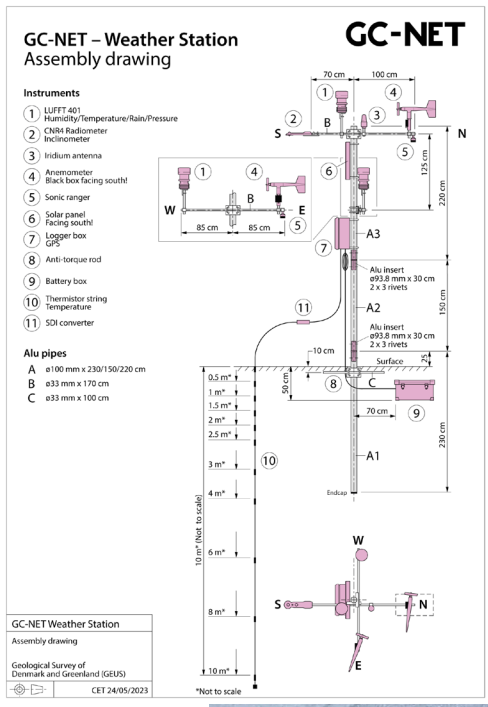 GC-NET – Weather Station
Assembly drawing
GC-NET
Instruments
1 LUFFT 401
Humidity/Temperature/Rain/Pressure
2 CNR4 Radiometer
Inclinometer
3 Iridium antenna
4 Anemometer
Black box facing south!
5 Sonic ranger
6 Solar panel
Facing south!
7 Logger box
GPS
8 Anti-torque rod
9 Battery box
10 Thermistor string
Temperature
11 SDI converter
Alu pipes
A ø100 mm x 230/150/220 cm
B ø33 mm x 170 cm
C ø33 mm x 100 cm
70 cm
100 cm
1
4
2
3
S
B
N
5
6
125 cm
220 cm
1
4
W
B
E
85 cm
85 cm
5
7
A3
Alu insert
ø93.8 mm x 30 cm
2 x 3 rivets
A2
150 cm
11
Alu insert
ø93.8 mm x 30 cm
2 x 3 rivets
10 cm
Surface
25
0.5 m*
50 cm
8
C
1 m*
70 cm
9
1.5 m*
2 m*
2.5 m*
230 cm
3 m*
10
A1
4 m*
Endcap
10 m* (Not to scale)
6 m*
W
S
N
8 m*
E
10 m*
*Not to scale
GC-NET Weather Station
Assembly drawing
Geological Survey of
Denmark and Greenland (GEUS)
CET 24/05/2023